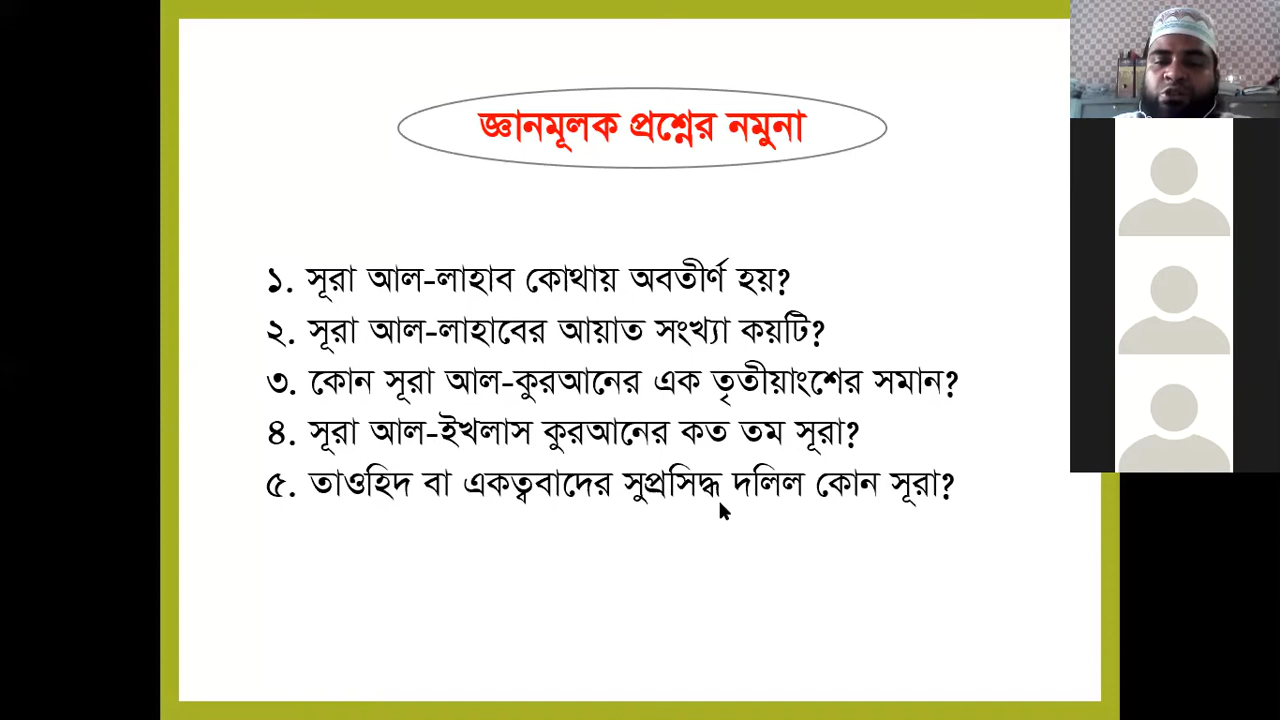 জ্ঞানমূলক প্রশ্নের নমুনা
১. সূরা আল-লাহাব কোথায় অবতীর্ণ হয়?
২. সূরা আল-লাহাবের আয়াত সংখ্যা কয়টি?
৩. কোন সূরা আল-কুরআনের এক তৃতীয়াংশের সমান?
৪. সূরা আল-ইখলাস কুরআনের কত তম সূরা?
৫. তাওহিদ বা একত্ববাদের সুপ্রসিদ্ধ দলিল কোন সূরা?